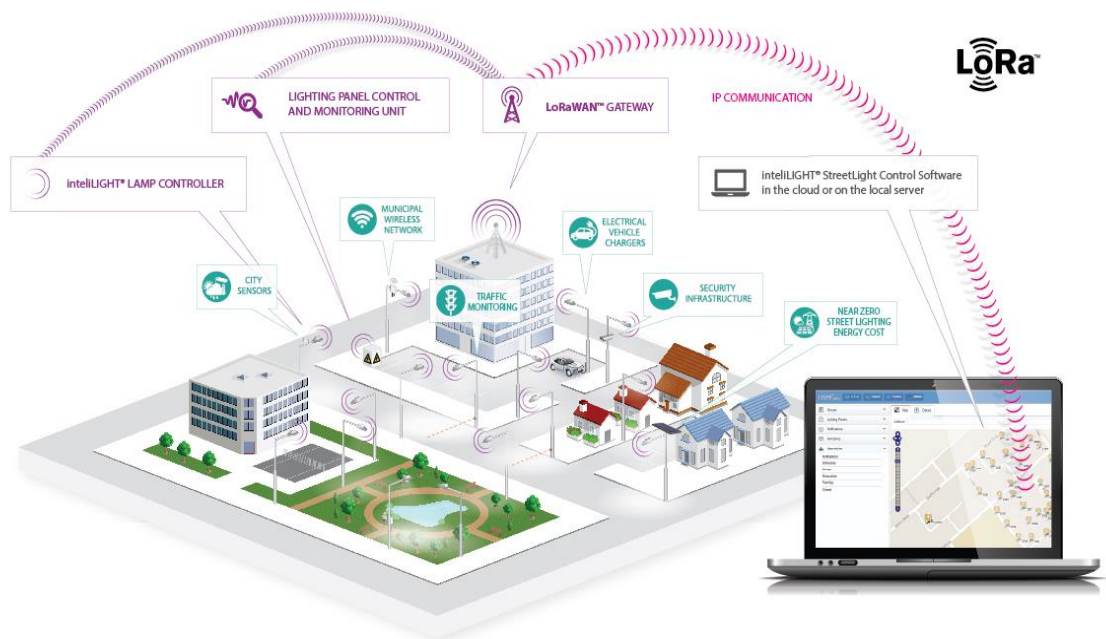 LoRa™
LIGHTING PANEL CONTROL
AND MONITORING UNIT
LoRaWAN™ GATEWAY
IP COMMUNICATION
inteliLIGHT® LAMP CONTROLLER
inteliLIGHT® StreetLight Control Software
in the cloud or on the local server
MUNICIPAL
WIRELESS
NETWORK
ELECTRICAL
VEHICLE
CHARGERS
CITY
SENSORS
TRAFFIC
MONITORING
SECURITY
INFRASTRUCTURE
NEAR ZERO
STREET LIGHTING
ENERGY COST
Map